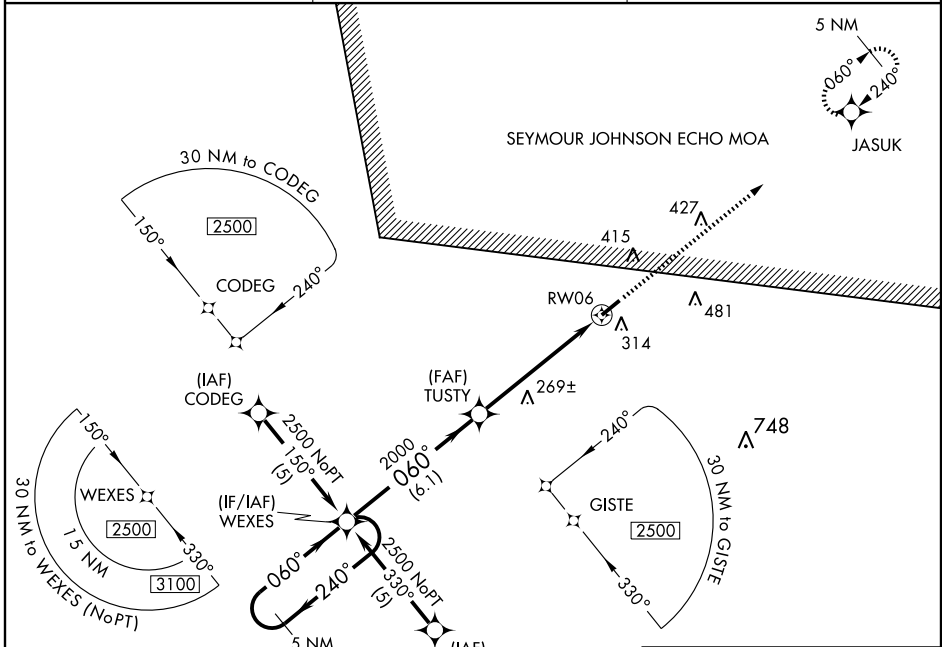 5 NM
060°
240°
JASUK
SEYMOUR JOHNSON ECHO MOA
30 NM to CODEG
2500
150°
CODEG
240°
427
415
481
RW06
314
(FAF)
TUSTY
269±
(IAF)
CODEG
2500 NoPT
150°
(5)
2000
060°
(6.1)
(IF/IAF)
WEXES
150°
WEXES
2500
15 NM
330°
3100
30 NM to WEXES (NoPT)
060°
240°
5 NM
2500 NoPT
330°
(5)
(IAF)
240°
GISTE
2500
330°
30 NM to GISTE
748